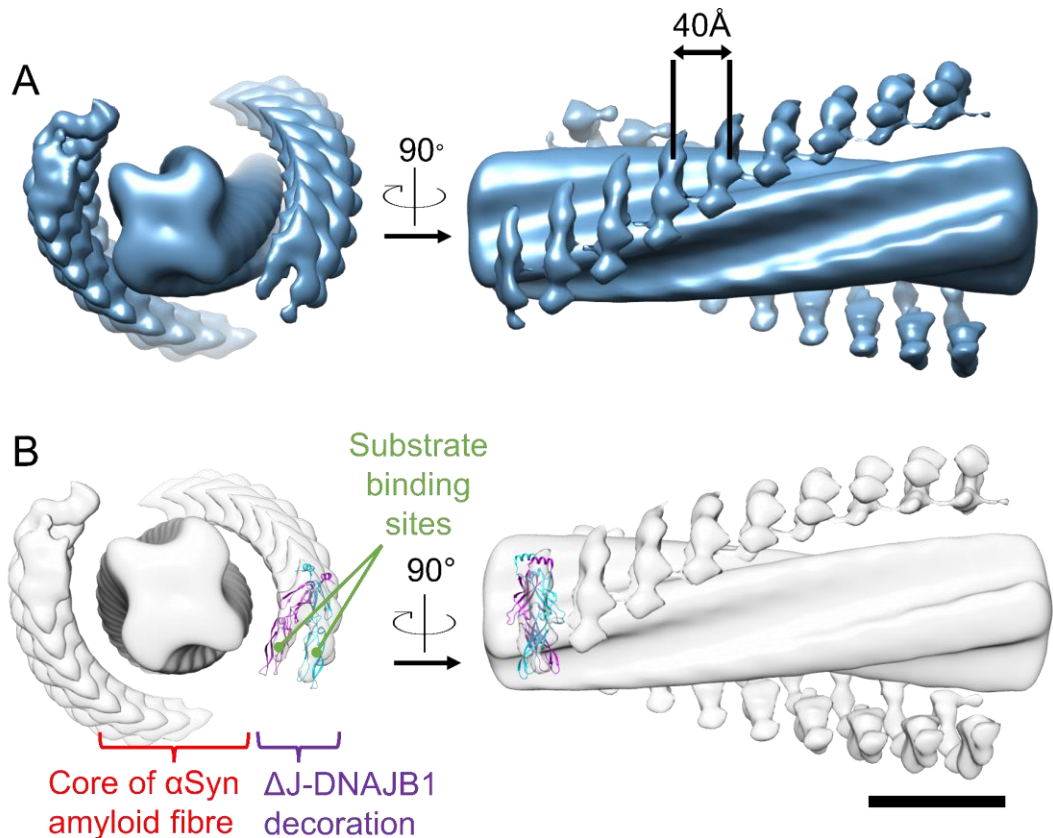 A
40Å
90°
B
Substrate
binding
sites
90°
Core of αSyn
amyloid fibre
ΔJ-DNAJB1
decoration